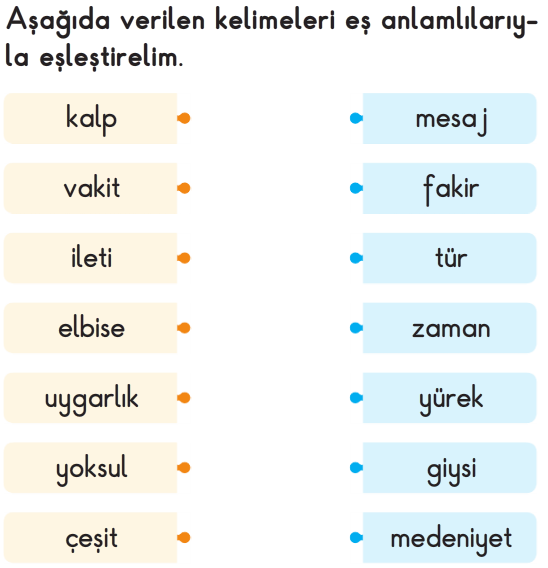 Aşağıda verilen kelimeleri eş anlamlılarıy-
la eşleştirelim.
kalp mesaj
vakit fakir
ileti tür
elbise zaman
uygarlık yürek
yoksul giysi
çeşit medeniyet